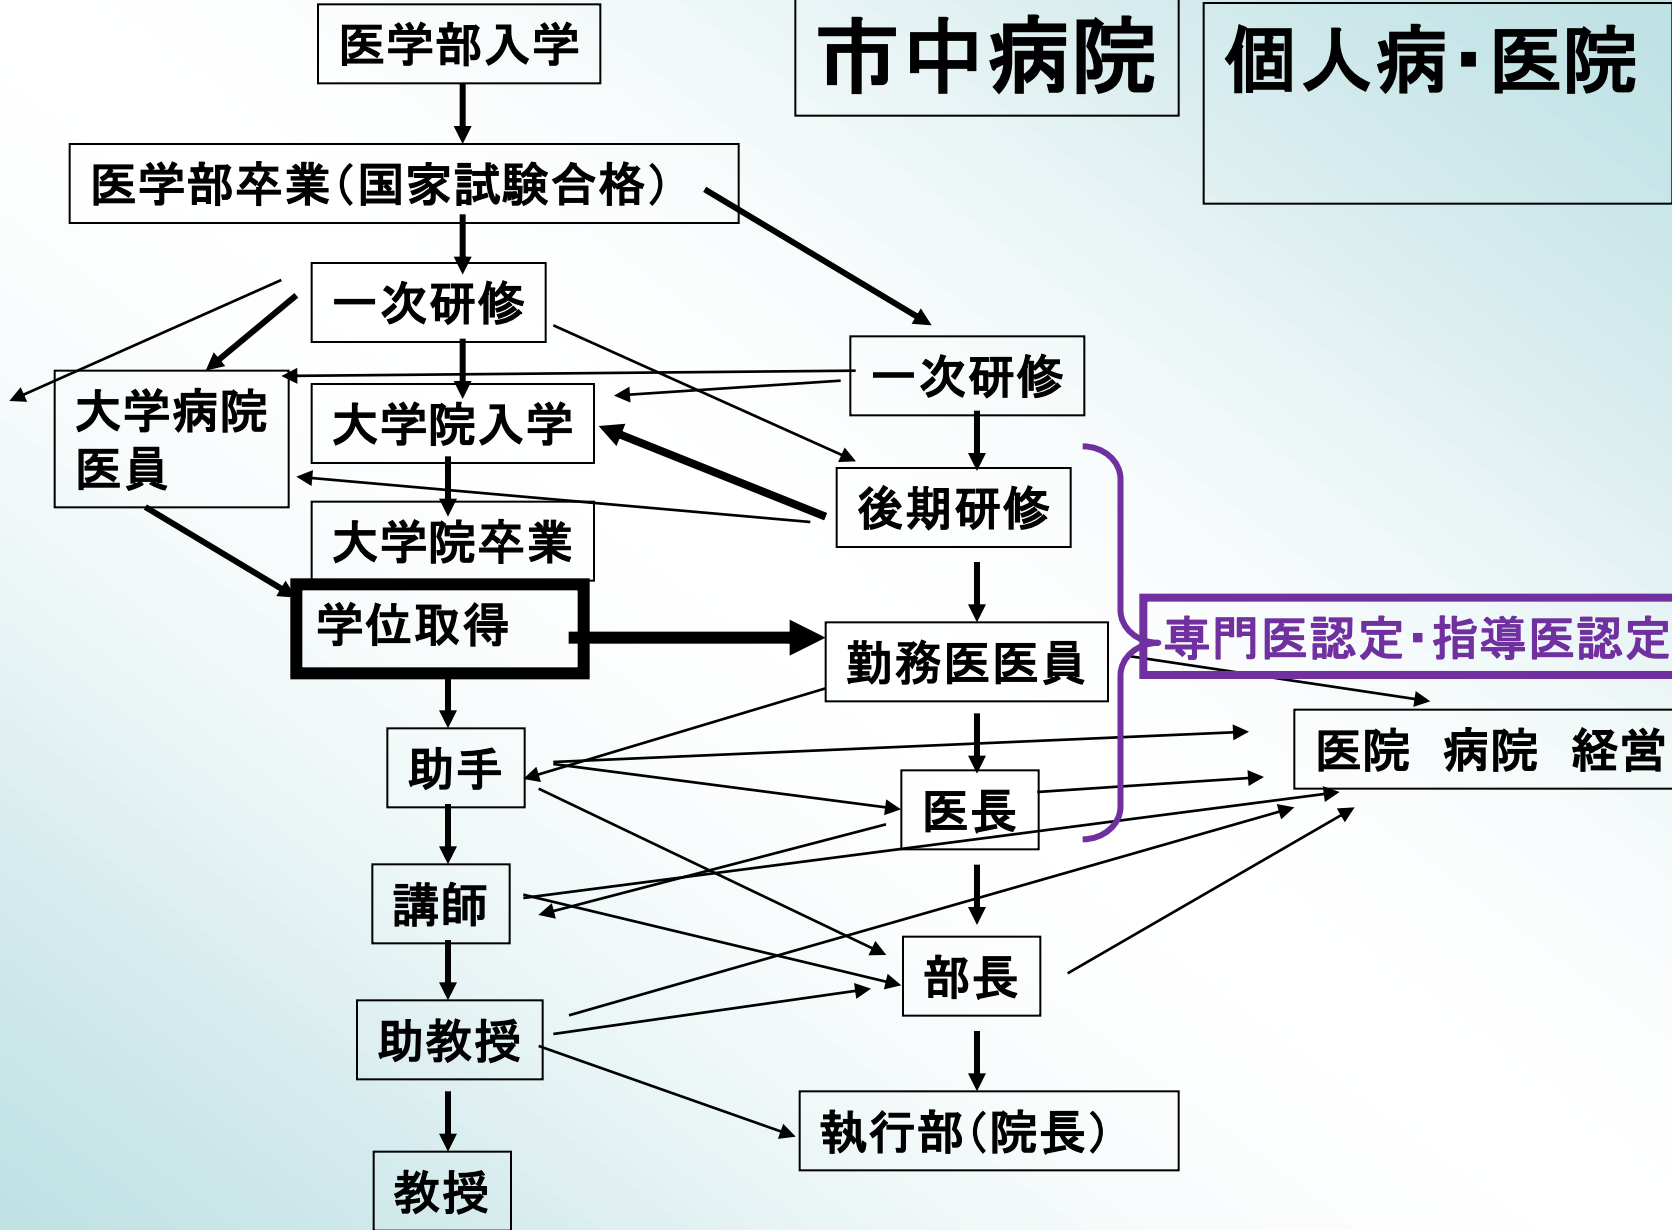 医学部入学
市中病院
個人病・医院
医学部卒業(国家試験合格)
一次研修
一次研修
大学病院
医員
大学院入学
後期研修
大学院卒業
学位取得
勤務医医員
専門医認定・指導医認定
助手
医院 病院 経営
医長
講師
部長
助教授
執行部(院長)
教授